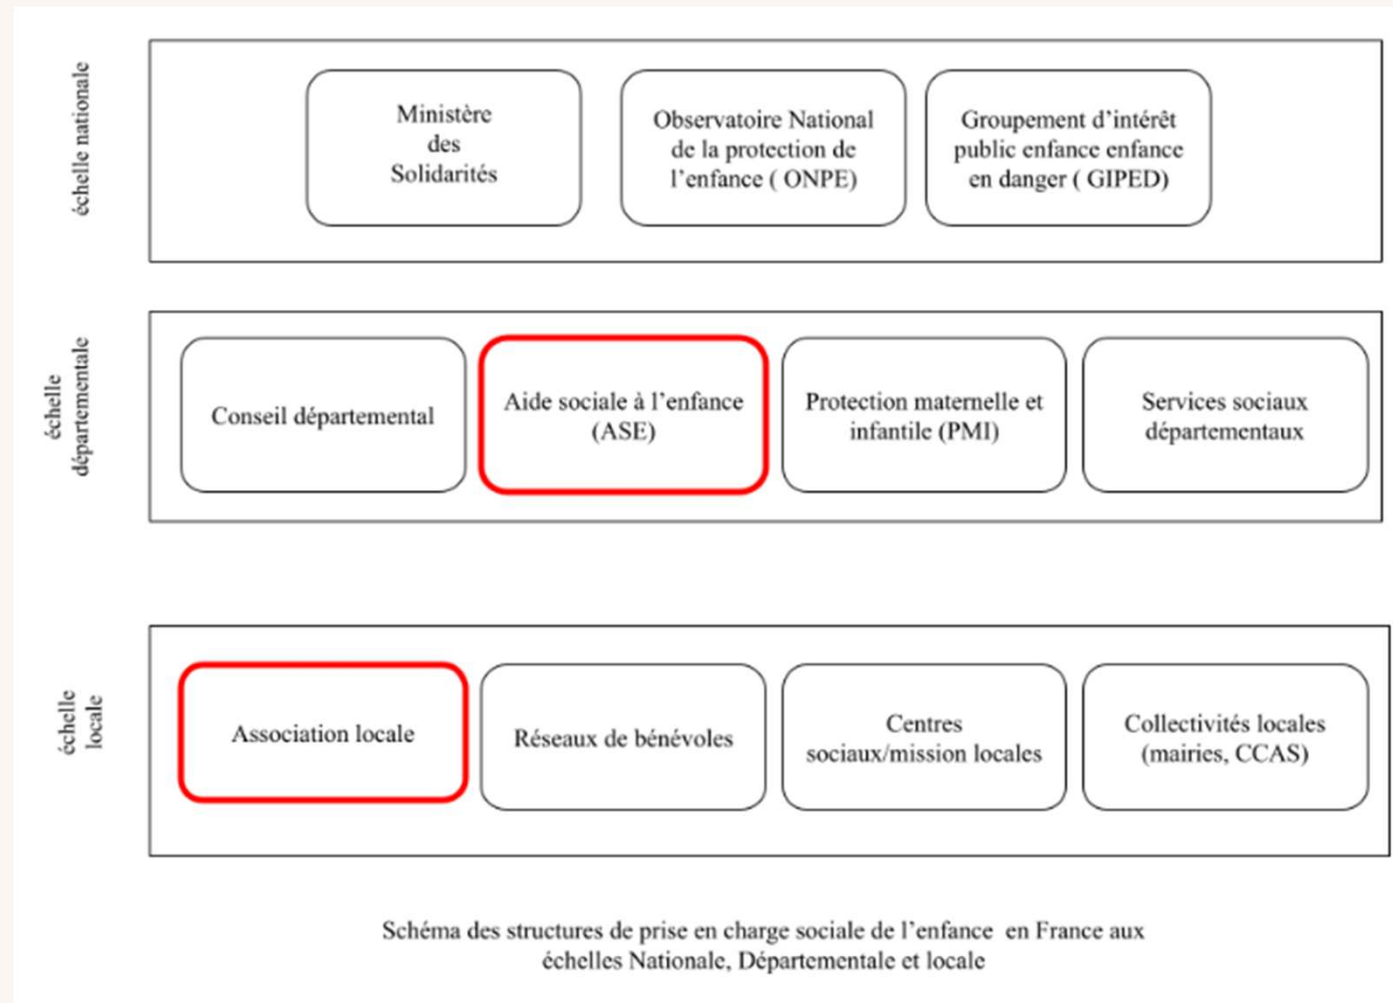 échelle nationale
Ministère
des
Solidarités
Observatoire National
de la protection de
l’enfance ( ONPE)
Groupement d’intérêt
public enfance enfance
en danger ( GIPED)
échelle
départementale
Conseil départemental
Aide sociale à l’enfance
(ASE)
Protection maternelle et
infantile (PMI)
Services sociaux
départementaux
échelle
locale
Association locale
Réseaux de bénévoles
Centres
sociaux/mission locales
Collectivités locales
(mairies, CCAS)
Schéma des structures de prise en charge sociale de l’enfance en France aux
échelles Nationale, Départementale et locale